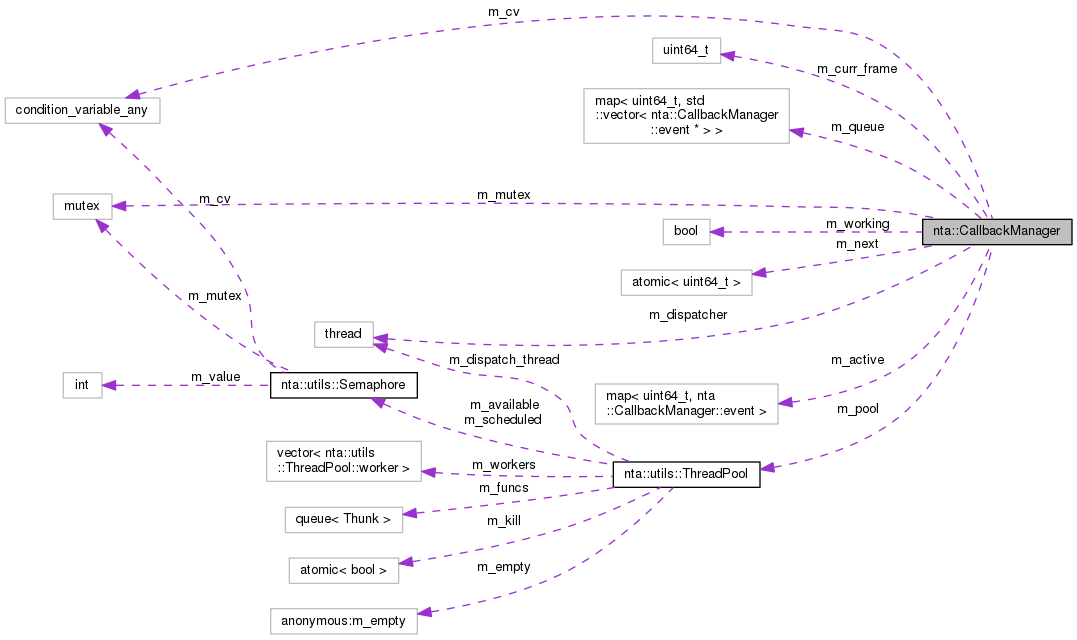 m_cv
uint64_t
m_curr_frame
condition_variable_any
map< uint64_t, std
::vector< nta::CallbackManager
::event * > >
m_queue
mutex
m_cv
m_mutex
bool
m_working
nta::CallbackManager
m_next
atomic< uint64_t >
m_mutex
m_dispatcher
thread
m_dispatch_thread
m_active
int
m_value
nta::utils::Semaphore
map< uint64_t, nta
::CallbackManager::event >
m_available
m_scheduled
m_pool
vector< nta::utils
::ThreadPool::worker >
m_workers
nta::utils::ThreadPool
m_funcs
queue< Thunk >
m_kill
atomic< bool >
m_empty
anonymous:m_empty